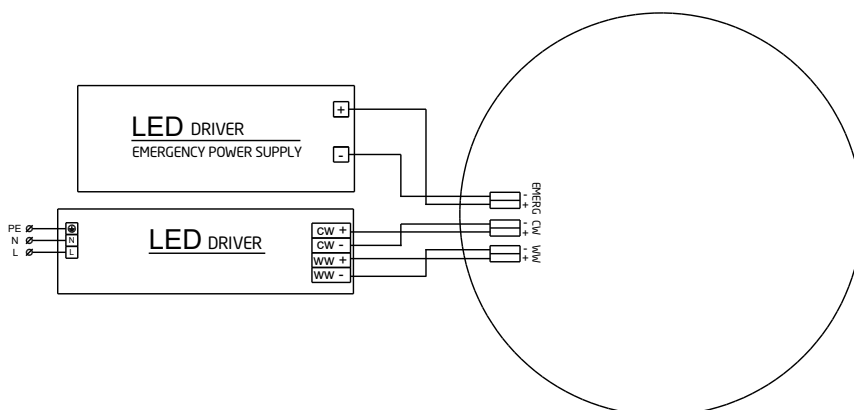 LED DRIVER
EMERGENCY POWER SUPPLY
+
-
LED DRIVER
PE
N
L
N
L
CW +
CW -
WW +
WW -
-
+
EMERG
-
+
CW
-
+
WW